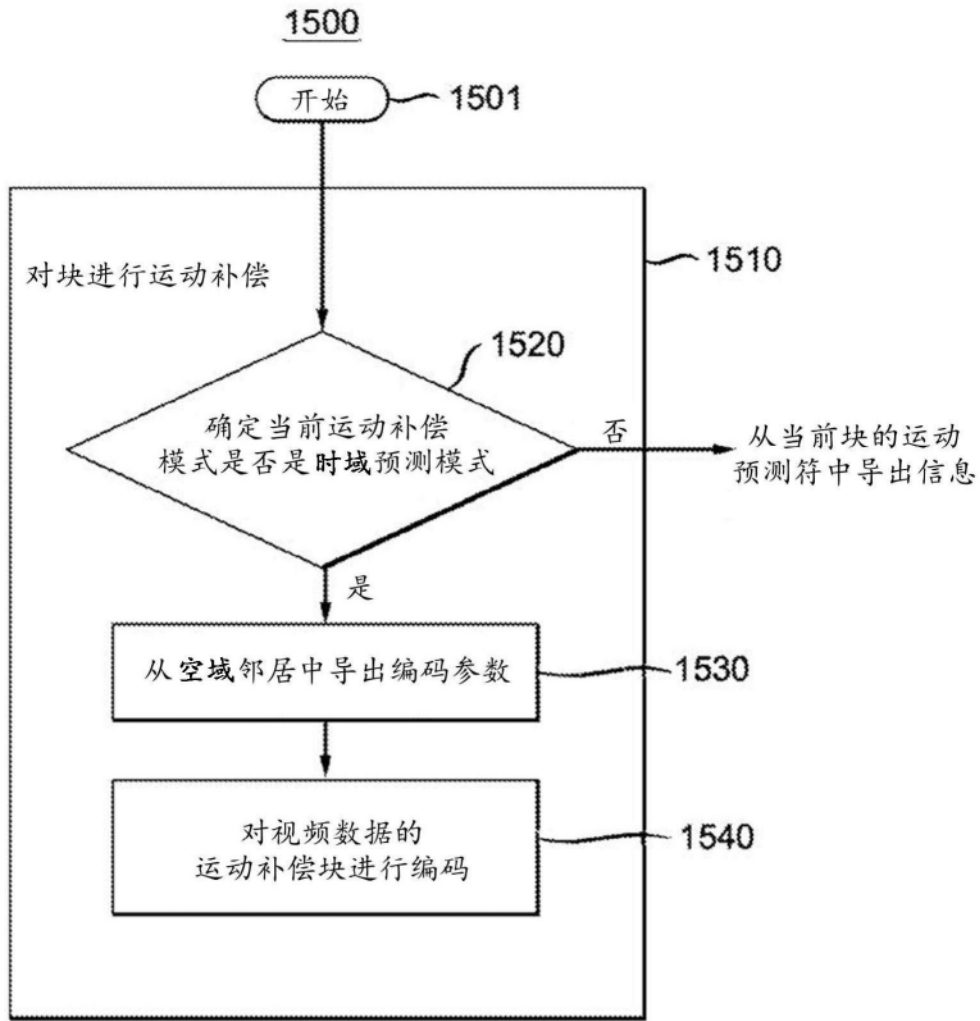 1500
开始
1501
对块进行运动补偿
1510
1520
确定当前运动补偿
模式是否是时域预测模式
否
从当前块的运动
预测符中导出信息
是
从空域邻居中导出编码参数
1530
对视频数据的
运动补偿块进行编码
1540